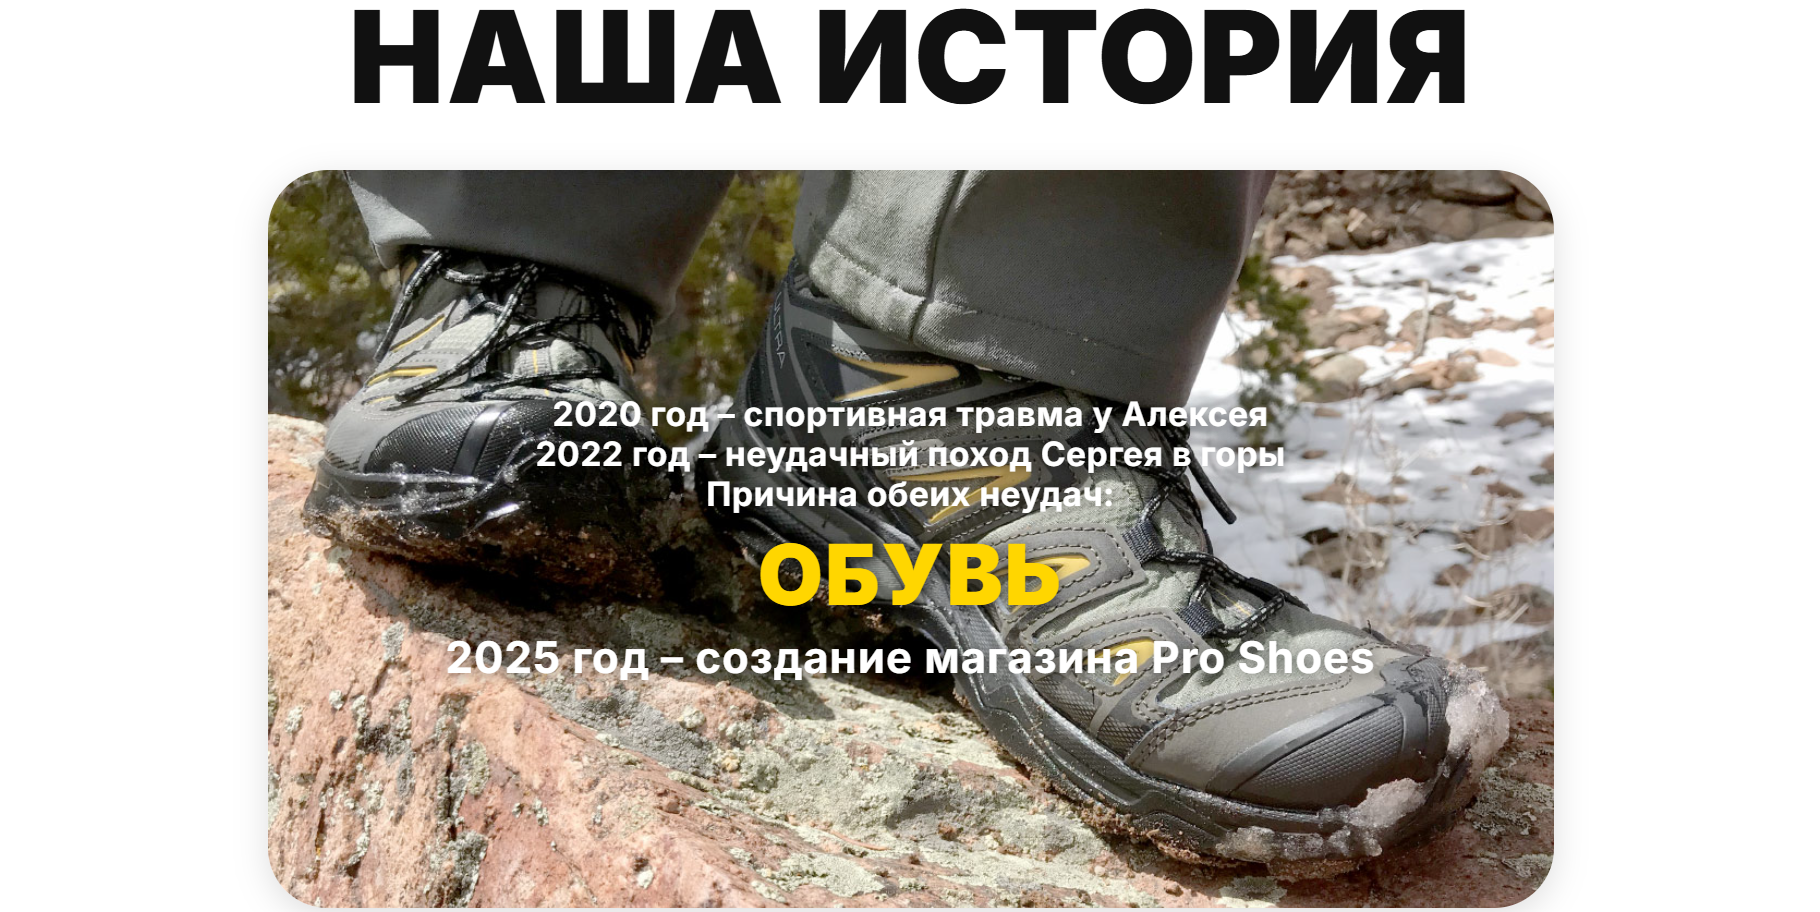 НАША ИСТОРИЯ
ULTRA
2020 год – спортивная травма у Алексея
2022 год – неудачный поход Сергея в горы
Причина обеих неудач:
ОБУВЬ
2025 год – создание магазина Pro Shoes